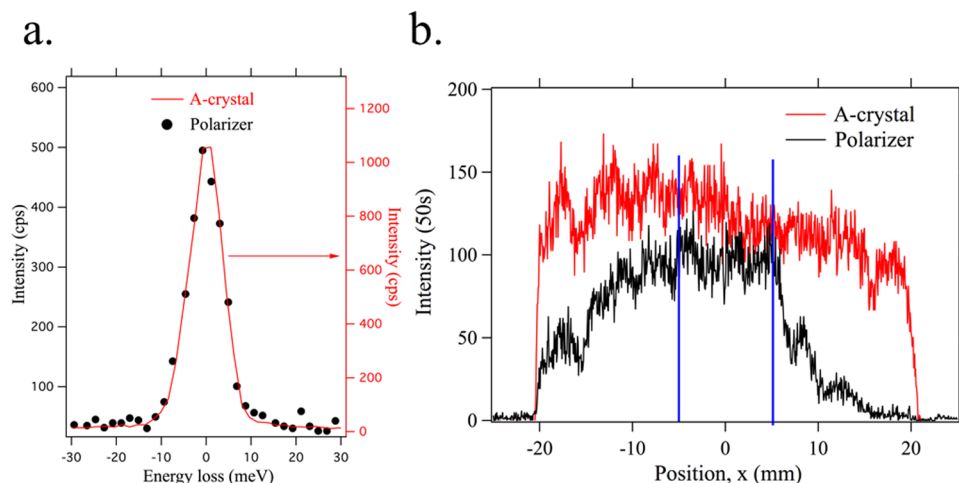 a.
600
500
400
300
200
100
Intensity (cps)
A-crystal
Polarizer
1200
1000
800
600
400
200
0
Intensity (cps)
-30 -20 -10 0 10 20 30
Energy loss (meV)
b.
200
150
100
50
0
Intensity (50s)
A-crystal
Polarizer
-20 -10 0 10 20
Position, x (mm)